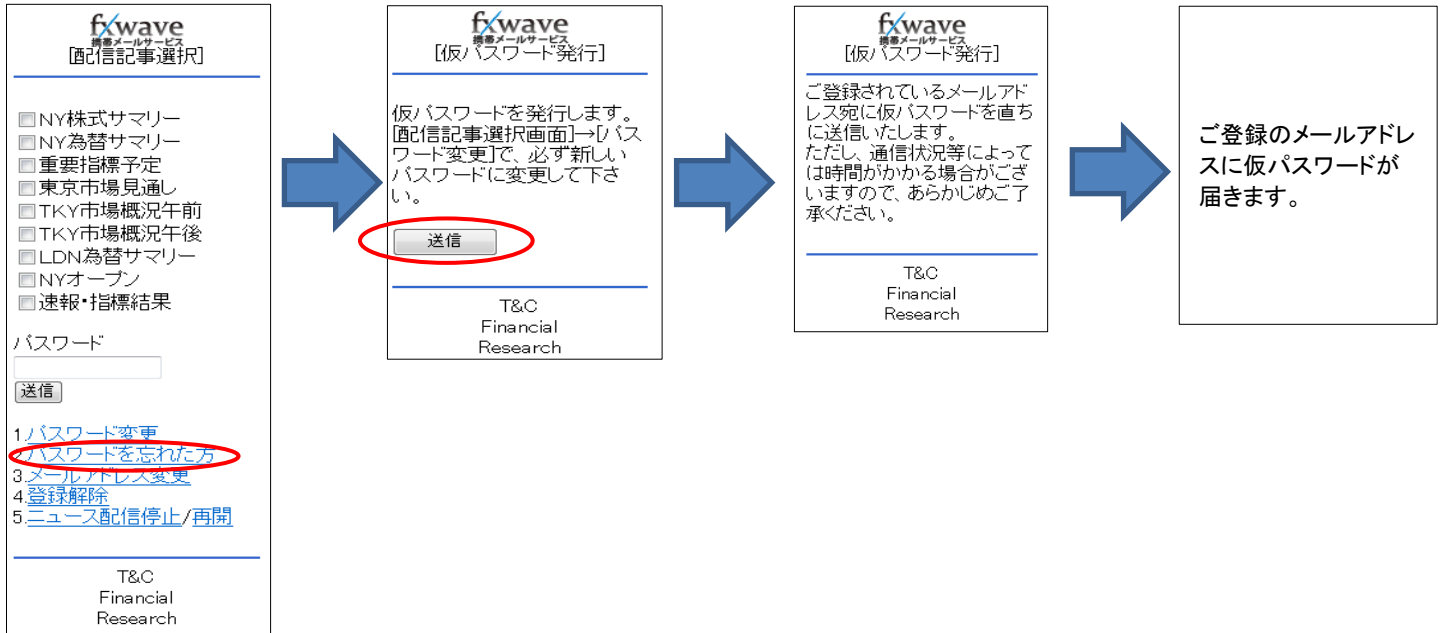 fxwave
携帯メールサービス
[配信記事選択]
NY株式サマリー
NY為替サマリー
重要指標予定
東京市場見通し
TKY市場概況午前
TKY市場概況午後
LDN為替サマリー
NYオープン
速報・指標結果
パスワード
送信
1.パスワード変更
2.パスワードを忘れた方
3.メールアドレス変更
4.登録解除
5.ニュース配信停止/再開
T&C
Financial
Research
fxwave
携帯メールサービス
[仮パスワード発行]
仮パスワードを発行します。
[配信記事選択画面]→[パス
ワード変更]で、必ず新しい
パスワードに変更して下さ
い。
送信
T&C
Financial
Research
fxwave
携帯メールサービス
[仮パスワード発行]
ご登録されているメールアド
レス宛に仮パスワードを直ち
に送信いたします。
ただし、通信状況等によって
は時間がかかる場合がござ
いますので、あらかじめご了
承ください。
T&C
Financial
Research
ご登録のメールアドレ
スに仮パスワードが
届きます。